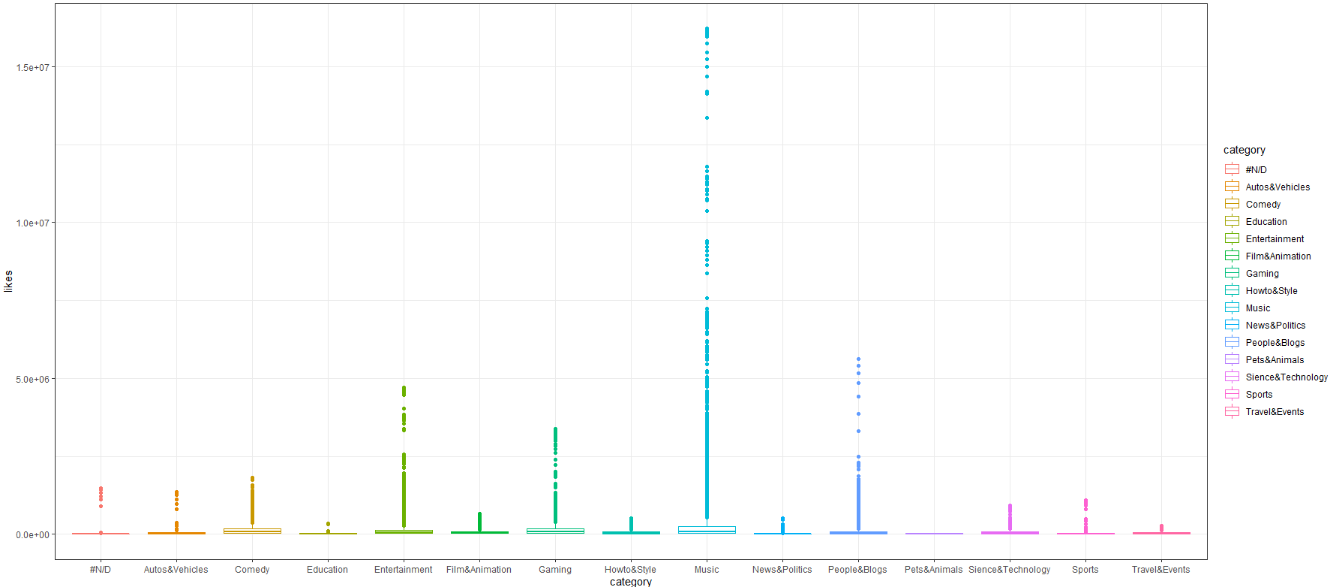 1.5e+07
1.0e+07
5.0e+06
0.0e+00
likes
#N/D Autos&Vehicles Comedy Education Entertainment Film&Animation Gaming Howto&Style Music News&Politics People&Blogs Pets&Animals Sience&Technology Sports Travel&Events
category
category
#N/D
Autos&Vehicles
Comedy
Education
Entertainment
Film&Animation
Gaming
Howto&Style
Music
News&Politics
People&Blogs
Pets&Animals
Sience&Technology
Sports
Travel&Events